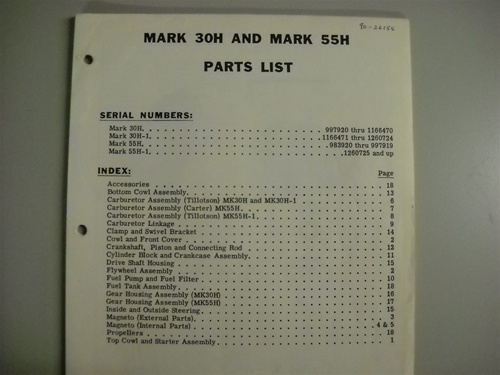 90-26186
MARK 30H AND MARK 55H
PARTS LIST
SERIAL NUMBERS:
Mark 30H, . . . . . . . . . . 997920 thru 1166470
Mark 30H-1, . . . . . . . . . . 1166471 thru 1260724
Mark 55H, . . . . . . . . . . 983920 thru 997919
Mark 55H-1, . . . . . . . . . . 1260725 and up
INDEX: Page
Accessories . . . . . . . . . . 18
Bottom Cowl Assembly, . . . . . . . . . . 13
Carburetor Assembly (Tillotson) MK30H and MK30H-1 . . . . . . . . . . 6
Carburetor Assembly (Carter) MK55H, . . . . . . . . . . 7
Carburetor Assembly (Tillotson) MK55H-1, . . . . . . . . . . 8
Carburetor Linkage . . . . . . . . . . 9
Clamp and Swivel Bracket . . . . . . . . . . 14
Cowl and Front Cover . . . . . . . . . . 2
Crankshaft, Piston and Connecting Rod . . . . . . . . . . 12
Cylinder Block and Crankcase Assembly, . . . . . . . . . . 11
Drive Shaft Housing . . . . . . . . . . 15
Flywheel Assembly . . . . . . . . . . 2
Fuel Pump and Fuel Filter . . . . . . . . . . 10
Fuel Tank Assembly . . . . . . . . . . 18
Gear Housing Assembly (MK30H) . . . . . . . . . . 16
Gear Housing Assembly (MK55H) . . . . . . . . . . 17
Inside and Outside Steering . . . . . . . . . . 15
Magneto (External Parts) . . . . . . . . . . 3
Magneto (Internal Parts) . . . . . . . . . . 4 & 5
Propellers . . . . . . . . . . 18
Top Cowl and Starter Assembly . . . . . . . . . . 1